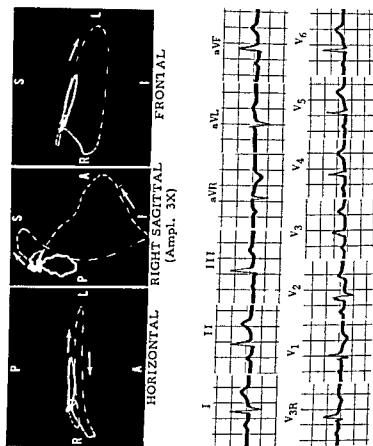 P S S
R L P A R L
A I I
HORIZONTAL RIGHT SAGITTAL FRONTAL
(Ampl. 3X)
I II III aVR aVL aVF
V3R V1 V2 V3 V4 V5 V6